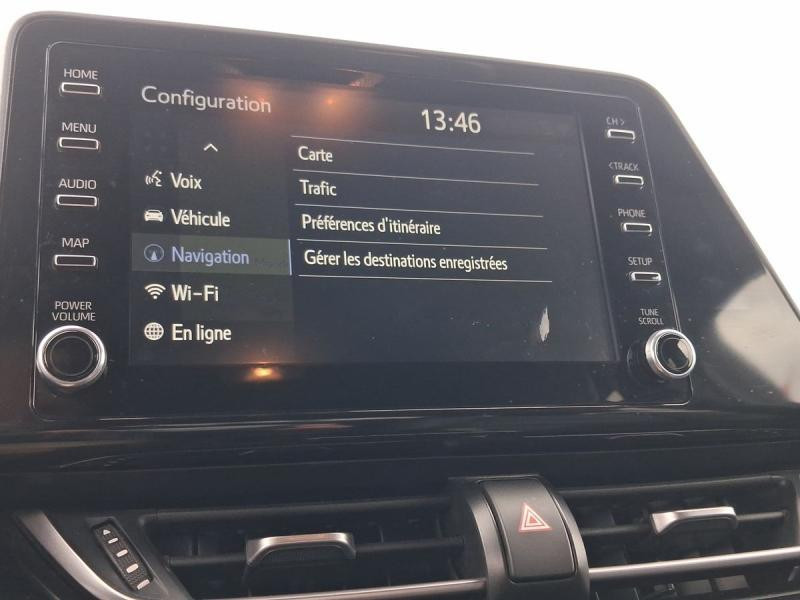 HOME
MENU
AUDIO
MAP
POWER
VOLUME
Configuration
13:46
Voix
Véhicule
Navigation
Wi-Fi
En ligne
Carte
Trafic
Préférences d'itinéraire
Gérer les destinations enregistrées
CH >
< TRACK
PHONE
SETUP
TUNE
SCROLL